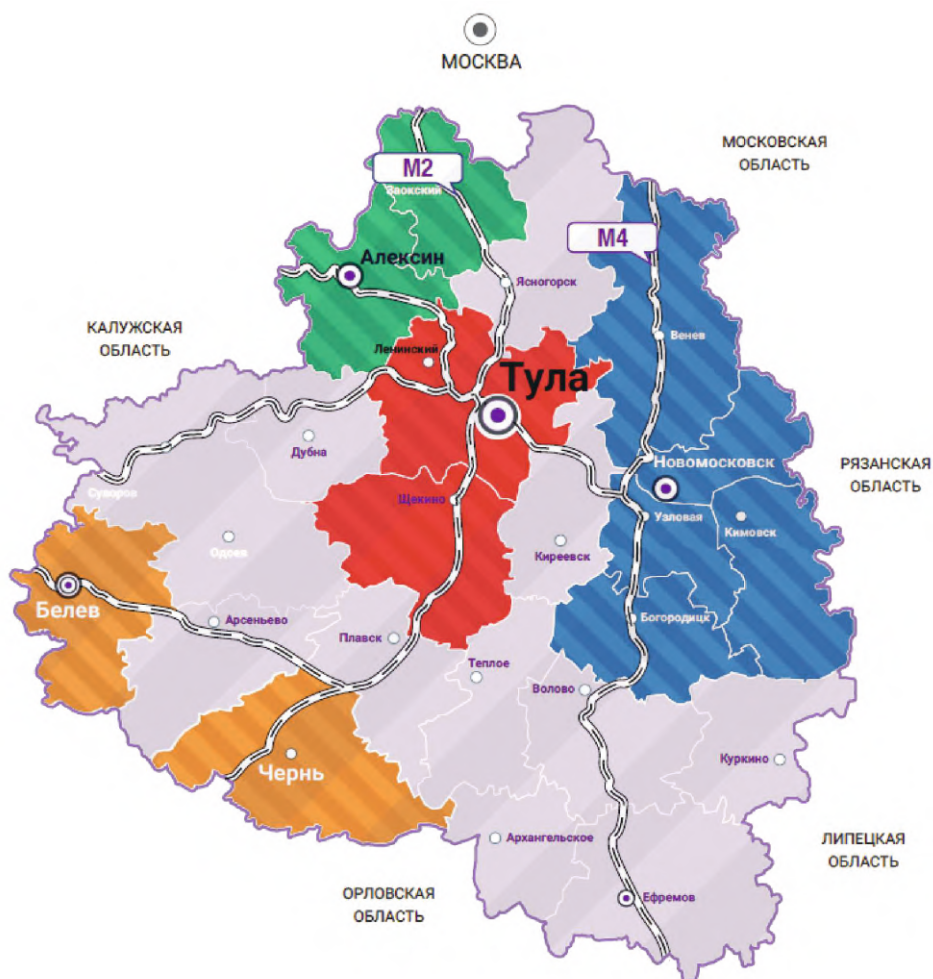 МОСКВА
МОСКОВСКАЯ
ОБЛАСТЬ
М2
Заокский
М4
Алексин
Ясногорск
КАЛУЖСКАЯ
ОБЛАСТЬ
Венев
Ленинский
Тула
Дубна
Новомосковск
РЯЗАНСКАЯ
ОБЛАСТЬ
Суворов
Щекино
Узловая
Кимовск
Одоев
Киреевск
Белев
Арсеньево
Богородицк
Плавск
Теплое
Волово
Куркино
Чернь
Архангельское
ЛИПЕЦКАЯ
ОБЛАСТЬ
ОРЛОВСКАЯ
ОБЛАСТЬ
Ефремов